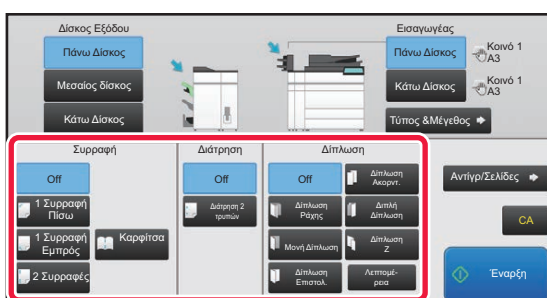 Δίσκος Εξόδου
Εισαγωγέας
Πάνω Δίσκος
Μεσαίος δίσκος
Κάτω Δίσκος
Πάνω Δίσκος
Κοινό 1
A3
Κάτω Δίσκος
Κοινό 1
A3
Τύπος &Μέγεθος
Συρραφή
Διάτρηση
Δίπλωση
Off
1 Συρραφή
Πίσω
1 Συρραφή
Εμπρός
Καρφίτσα
2 Συρραφές
Off
Διάτρηση 2
τρυπών
Off
Δίπλωση
Ακορντ.
Δίπλωση
Ράχης
Διπλή
Δίπλωση
Μονή Δίπλωση
Δίπλωση
Z
Δίπλωση
Επιστολ.
Λεπτομέ-
ρεια
Αντίγρ/Σελίδες
CA
Έναρξη